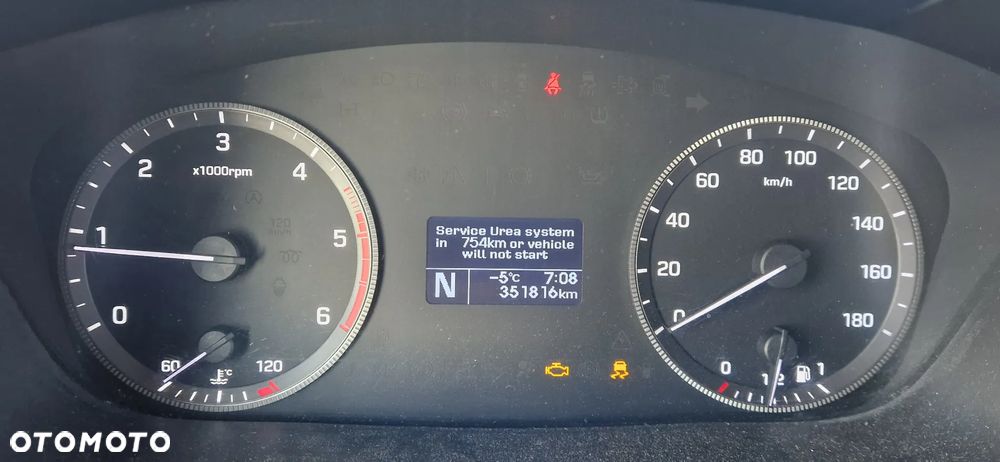 3
2
4
x1000rpm
1
5
0
6
60
120
°C
Service Urea system
in 754km or vehicle
will not start
N
-5°C
7:08
351816km
80
100
60
km/h
120
40
140
20
160
0
180
0
1/2
1
OTOMOTO